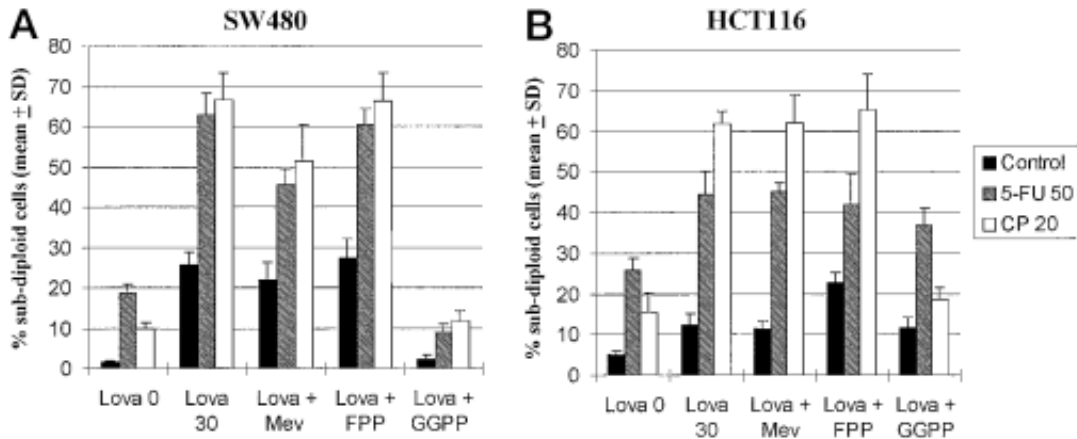 A
SW480
% sub-diploid cells (mean ± SD)
80
70
60
50
40
30
20
10
0
Lova 0
Lova
30
Lova +
Mev
Lova +
FPP
Lova +
GGPP
B
HCT116
% sub-diploid cells (mean ± SD)
80
70
60
50
40
30
20
10
0
Lova 0
Lova
30
Lova +
Mev
Lova +
FPP
Lova +
GGPP
Control
5-FU 50
CP 20